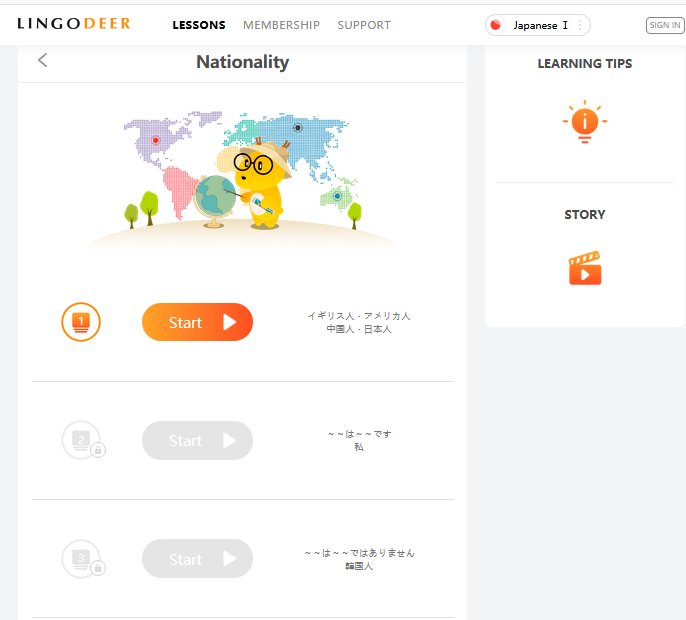 LINGODEER
LESSONS MEMBERSHIP SUPPORT
Japanese I
SIGN IN
Nationality
1
Start
イギリス人・アメリカ人
中国人・日本人
2
Start
~~は~~です
私
3
Start
~~は~~ではありません
韓国人
LEARNING TIPS
STORY